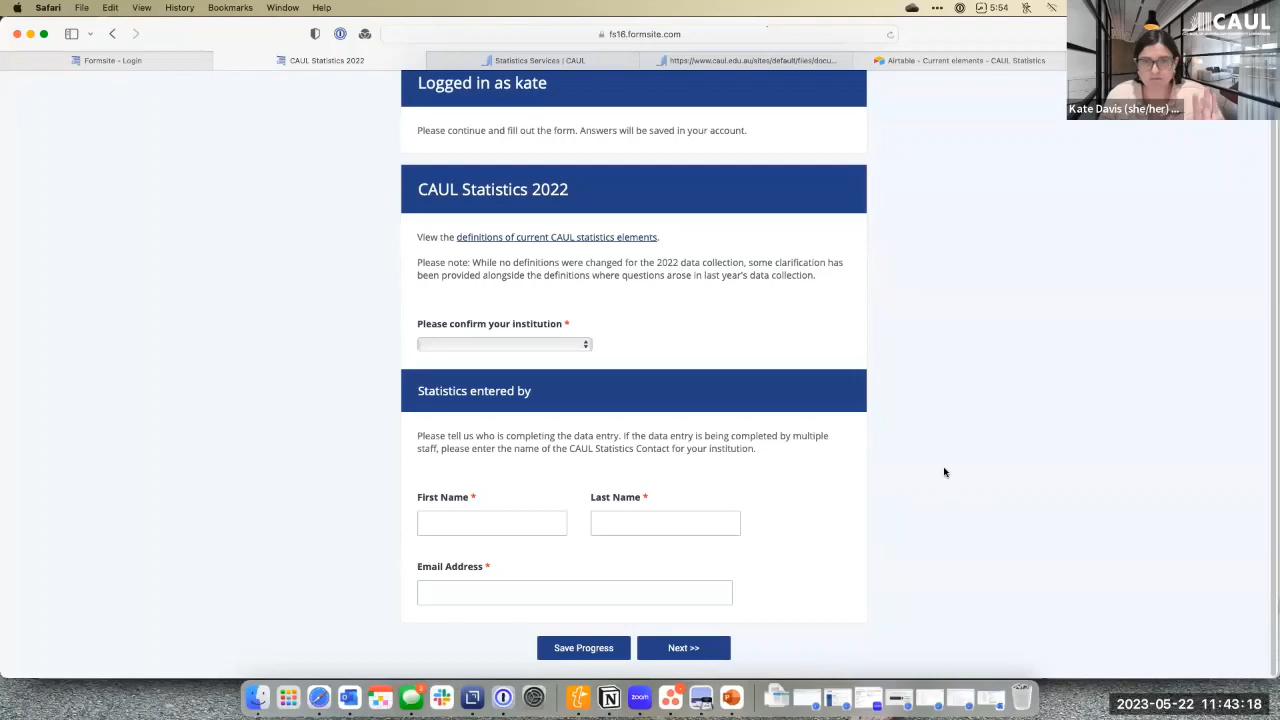 Safari File Edit View History Bookmarks Window Help
5:54
fs16.formsite.com
Formsite - Login
CAUL Statistics 2022
Statistics Services | CAUL
https://www.caul.edu.au/sites/default/files/docu...
Airtable - Current elements - CAUL Statistics
CAUL
Kate Davis (she/her) ...
Logged in as kate
Please continue and fill out the form. Answers will be saved in your account.
CAUL Statistics 2022
View the definitions of current CAUL statistics elements.
Please note: While no definitions were changed for the 2022 data collection, some clarification has
been provided alongside the definitions where questions arose in last year's data collection.
Please confirm your institution *
Statistics entered by
Please tell us who is completing the data entry. If the data entry is being completed by multiple
staff, please enter the name of the CAUL Statistics Contact for your institution.
First Name * Last Name *
Email Address *
Save Progress Next >>
zoom
2023-05-22 11:43:18